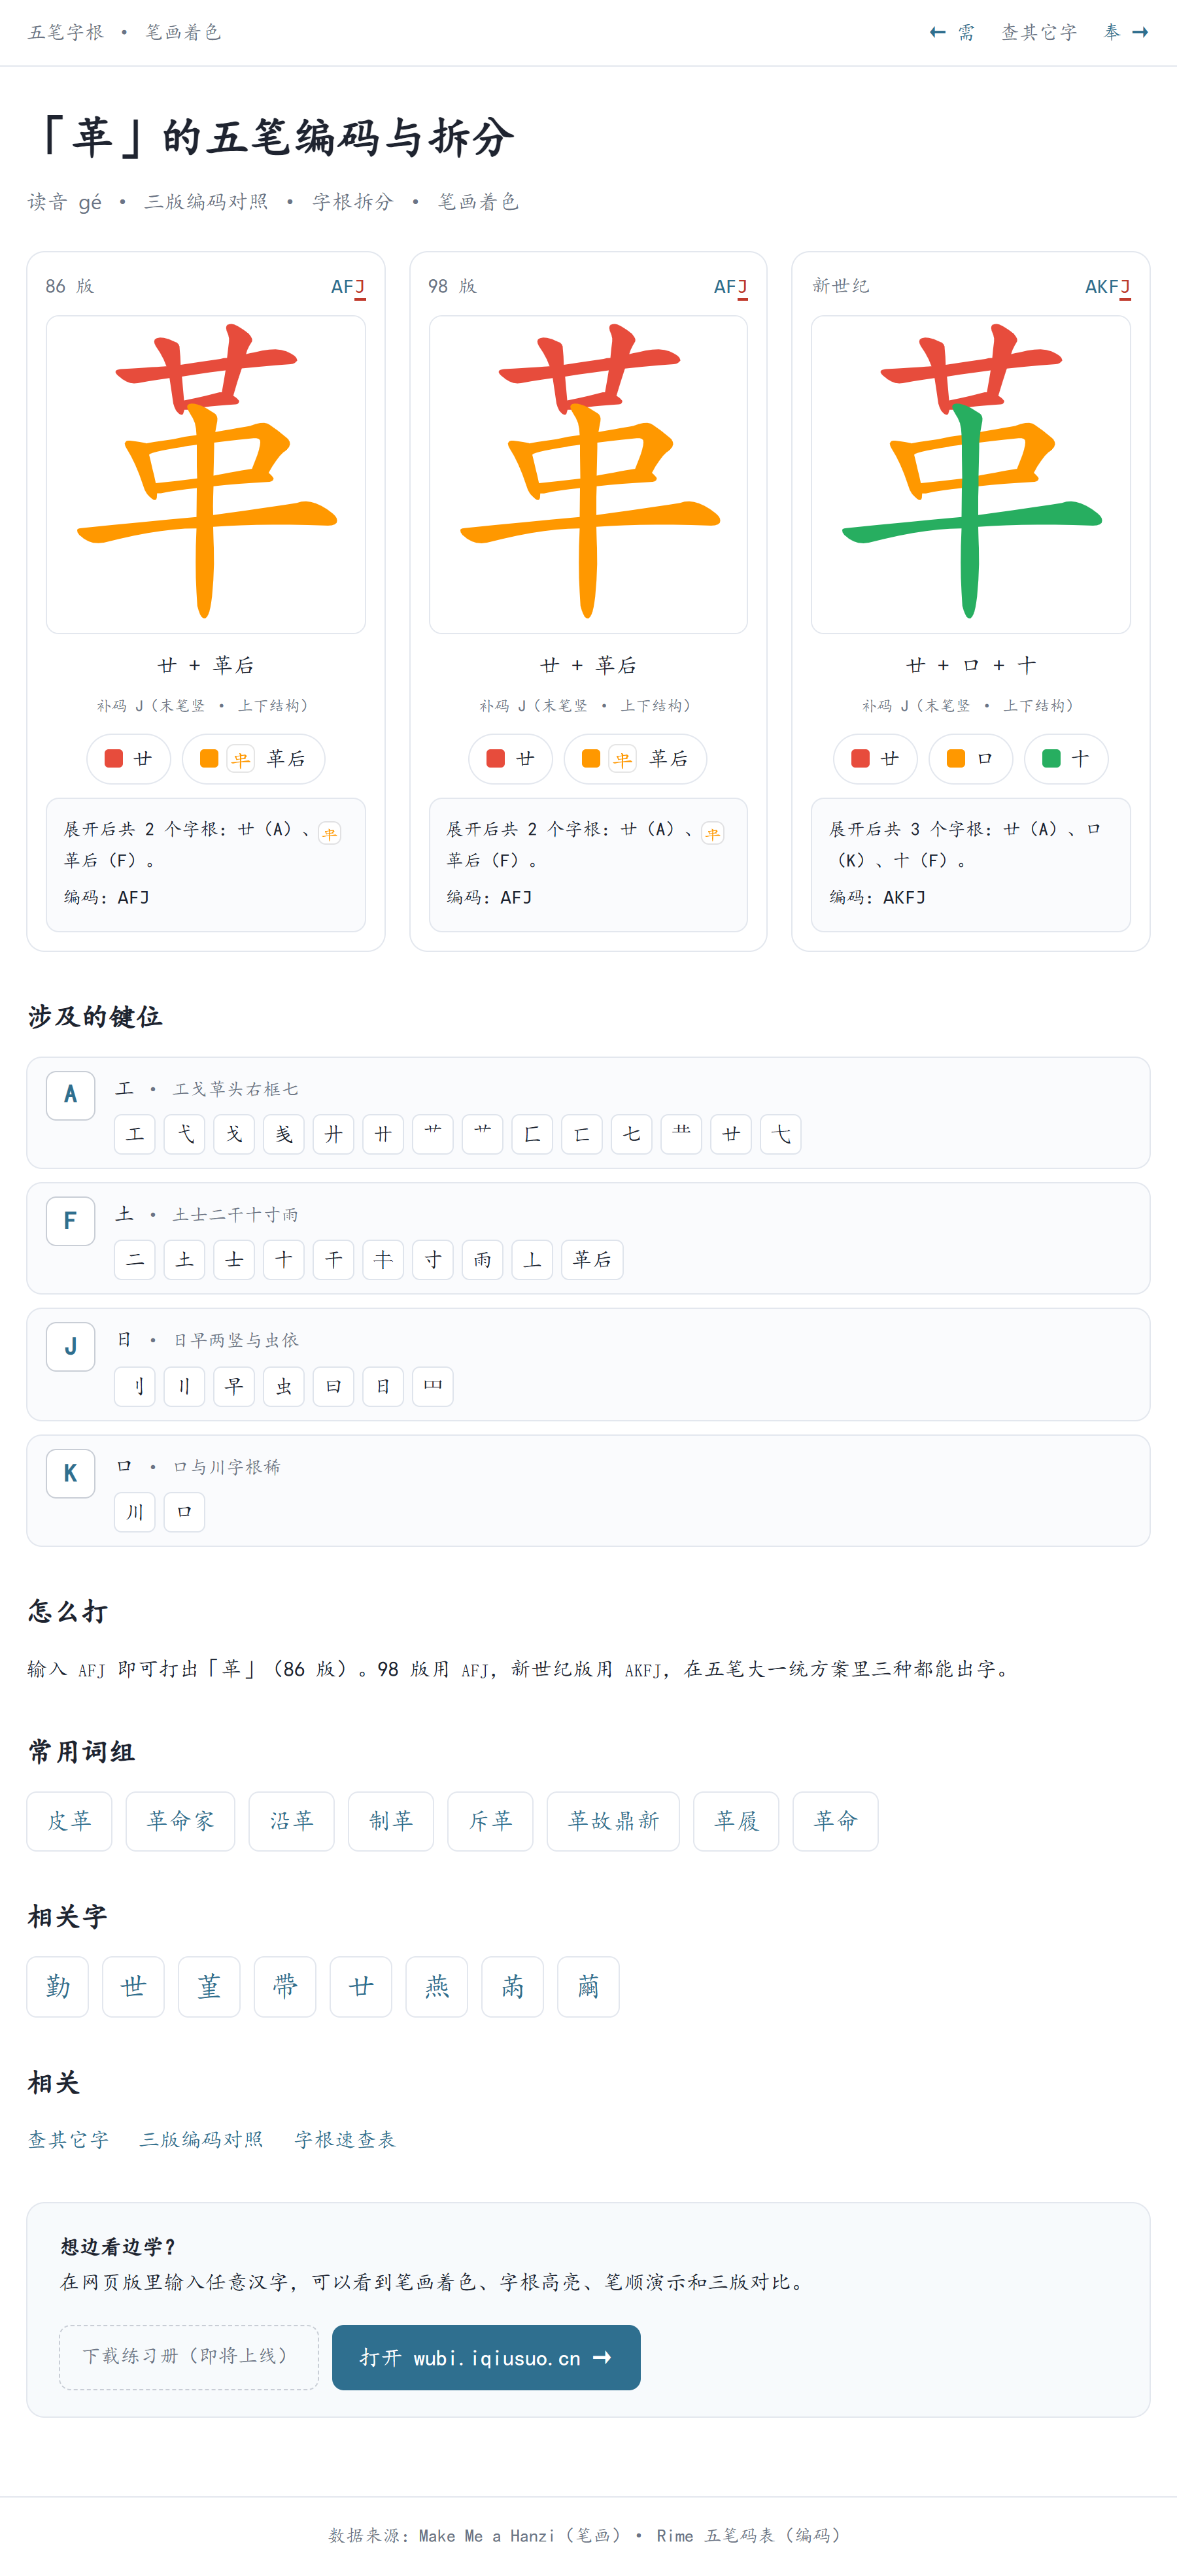 五笔字根 • 笔画着色
← 需 查其它字 奉 →
「革」的五笔编码与拆分
读音 gé • 三版编码对照 • 字根拆分 • 笔画着色
86 版 AFJ
革
廿 + 革后
补码 J（末笔竖 • 上下结构）
廿 革后
展开后共 2 个字根：廿（A）、
革后（F）。
编码：AFJ
98 版 AFJ
革
廿 + 革后
补码 J（末笔竖 • 上下结构）
廿 革后
展开后共 2 个字根：廿（A）、
革后（F）。
编码：AFJ
新世纪 AKFJ
革
廿 + 口 + 十
补码 J（末笔竖 • 上下结构）
廿 口 十
展开后共 3 个字根：廿（A）、口
（K）、十（F）。
编码：AKFJ
涉及的键位
A 工 • 工戈草头右框七
工 弋 戈 廾 艹 匚 七 廿
F 土 • 土士二干十寸雨
二 土 士 十 干 寸 雨 革后
J 日 • 日早两竖与虫依
刂 早 虫 曰 日
K 口 • 口与川字根稀
川 口
怎么打
输入 AFJ 即可打出「革」（86 版）。98 版用 AFJ，新世纪版用 AKFJ，在五笔大一统方案里三种都能出字。
常用词组
皮革 革命家 沿革 制革 斥革 革故鼎新 革履 革命
相关字
勤 世 堇 帶 廿 燕 繭
相关
查其它字 三版编码对照 字根速查表
想边看边学？
在网页版里输入任意汉字，可以看到笔画着色、字根高亮、笔顺演示和三版对比。
下载练习册（即将上线） 打开 wubi.iqiusuo.cn →
数据来源：Make Me a Hanzi（笔画） • Rime 五笔码表（编码）